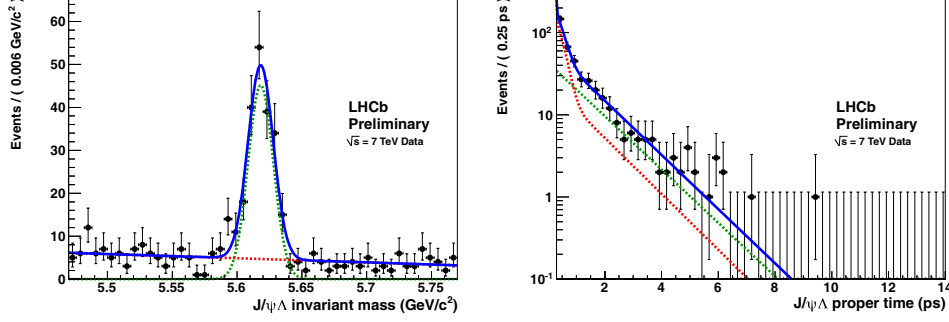 Events / ( 0.006 GeV/c² )
60
50
40
30
20
10
0
LHCb
Preliminary
√s = 7 TeV Data
5.5
5.55
5.6
5.65
5.7
5.75
J/ψΛ invariant mass (GeV/c²)
Events / ( 0.25 ps )
10²
10
1
10⁻¹
LHCb
Preliminary
√s = 7 TeV Data
2
4
6
8
10
12
14
J/ψΛ proper time (ps)